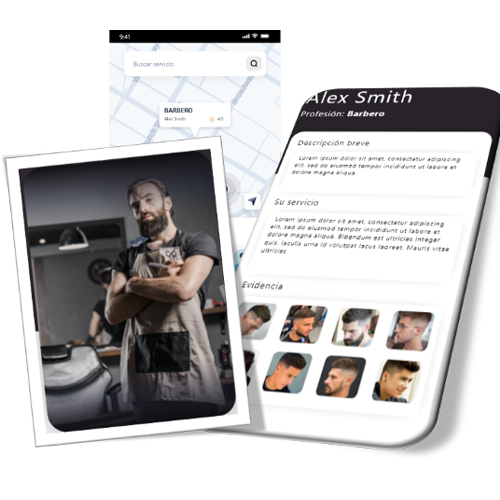 9:41
Buscar servicio
BARBERO
Alex Smith
4.0
Alex Smith
Profesión: Barbero
Descripción breve
Lorem ipsum dolor sit amet, consectetur adipiscing
elit, sed do eiusmod tempor incididunt ut labore et
dolore magna aliqua.
Su servicio
Lorem ipsum dolor sit amet, consectetur adipiscing
elit, sed do eiusmod tempor incididunt ut labore et
dolore magna aliqua. Bibendum est ultricies integer
quis. Iaculis urna id volutpat lacus laoreet. Mauris vitae
ultricies
Evidencia